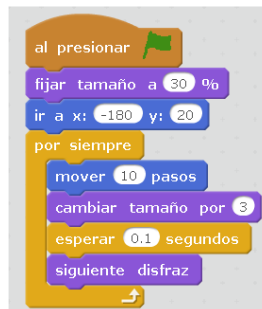 al presionar
fijar tamaño a 30 %
ir a x: -180 y: 20
por siempre
mover 10 pasos
cambiar tamaño por 3
esperar 0.1 segundos
siguiente disfraz